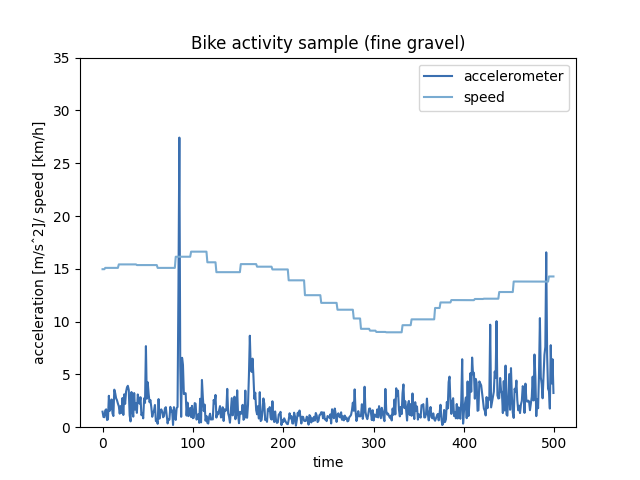 Bike activity sample (fine gravel)
accelerometer
speed
35
30
25
20
15
10
5
0
acceleration [m/s^2]/ speed [km/h]
0 100 200 300 400 500
time